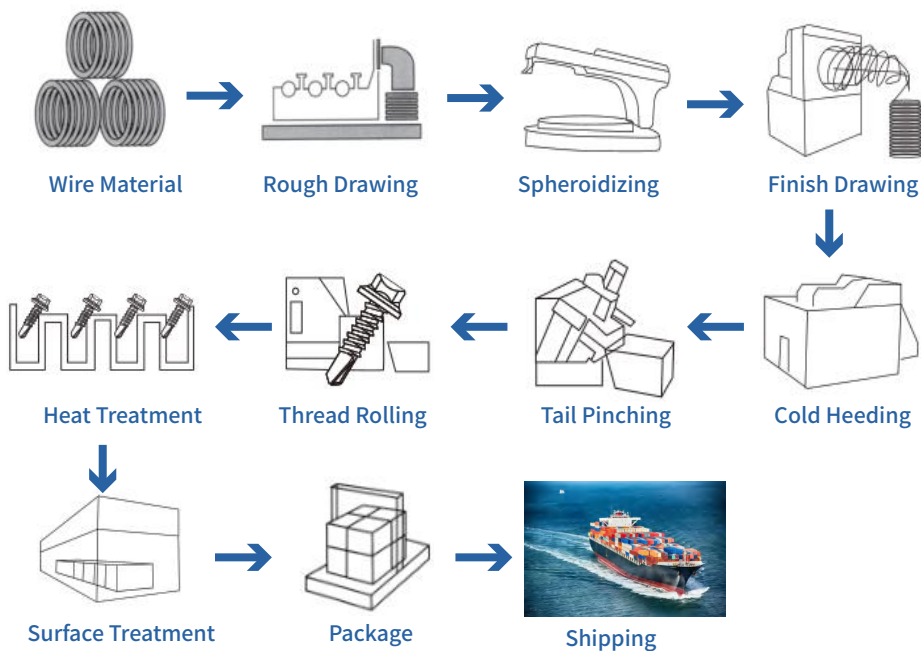 Wire Material
Rough Drawing
Spheroidizing
Finish Drawing
Heat Treatment
Thread Rolling
Tail Pinching
Cold Heeding
Surface Treatment
Package
Shipping